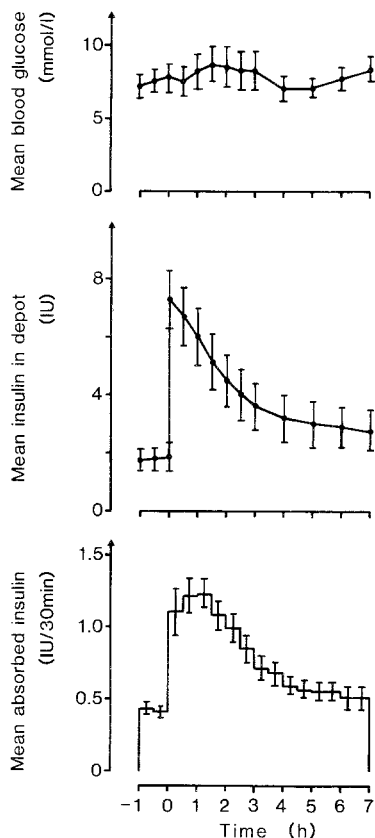 Mean blood glucose
(mmol/l)
10
5
0
Mean insulin in depot
(IU)
8
4
0
Mean absorbed insulin
(IU/30min)
1.5
1.0
0.5
0
-1 0 1 2 3 4 5 6 7
Time (h)